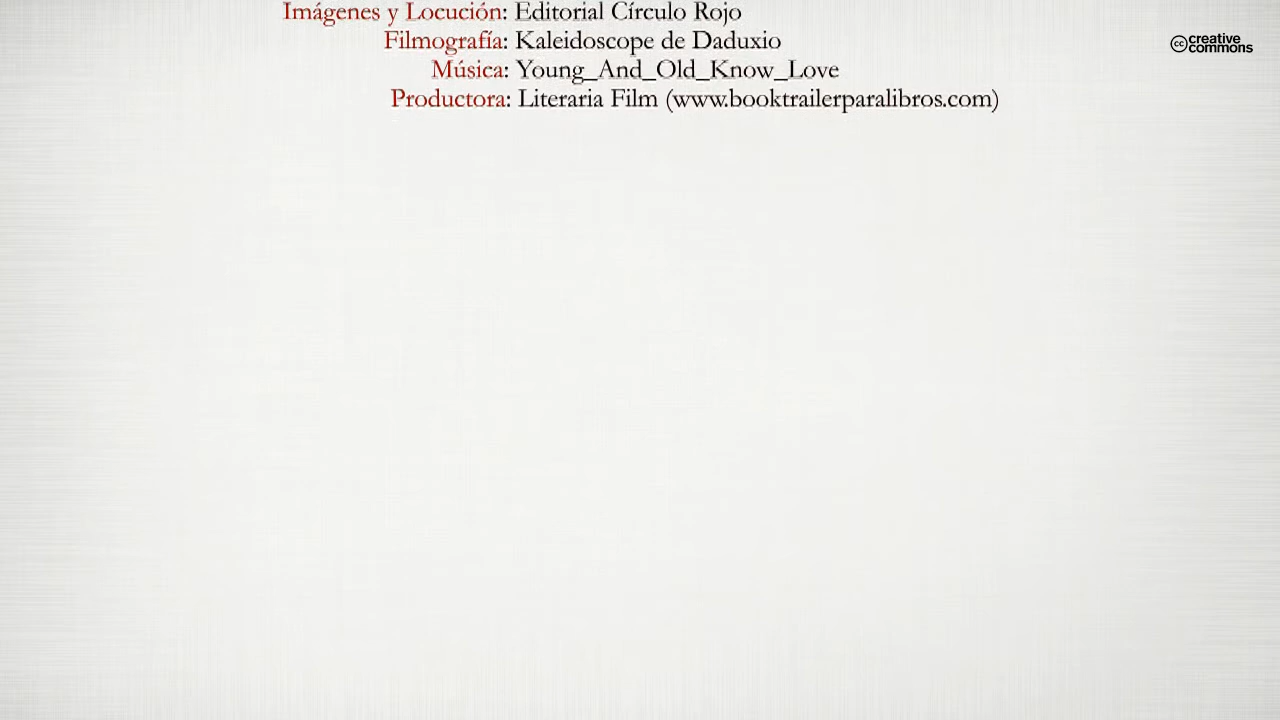 Imágenes y Locución: Editorial Círculo Rojo
Filmografía: Kaleidoscope de Daduxio
Música: Young_And_Old_Know_Love
Productora: Literaria Film (www.booktrailerparalibros.com)
cc creative
commons